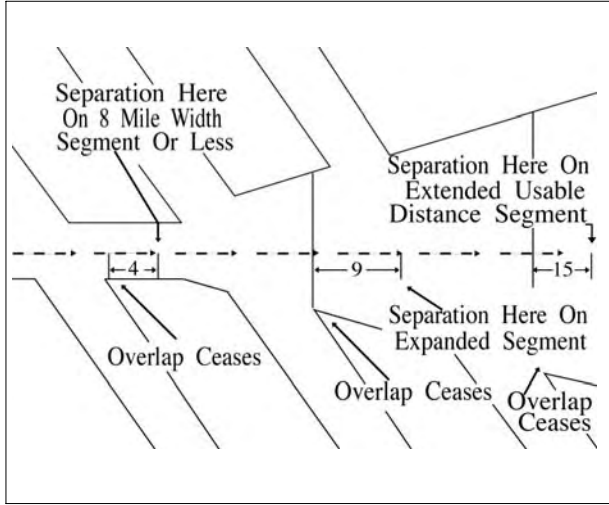 Separation Here
On 8 Mile Width
Segment Or Less
Separation Here On
Extended Usable
Distance Segment
4
9
15
Overlap Ceases
Separation Here On
Expanded Segment
Overlap Ceases
Overlap
Ceases